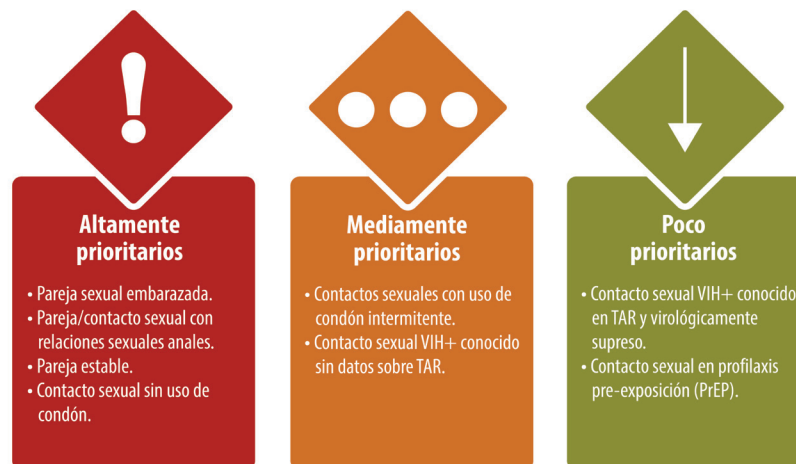 Altamente
prioritarios
• Pareja sexual embarazada.
• Pareja/contacto sexual con
relaciones sexuales anales.
• Pareja estable.
• Contacto sexual sin uso de
condón.
Mediamente
prioritarios
• Contactos sexuales con uso de
condón intermitente.
• Contacto sexual VIH+ conocido
sin datos sobre TAR.
Poco
prioritarios
• Contacto sexual VIH+ conocido
en TAR y virológicamente
supreso.
• Contacto sexual en profilaxis
pre-exposición (PrEP).